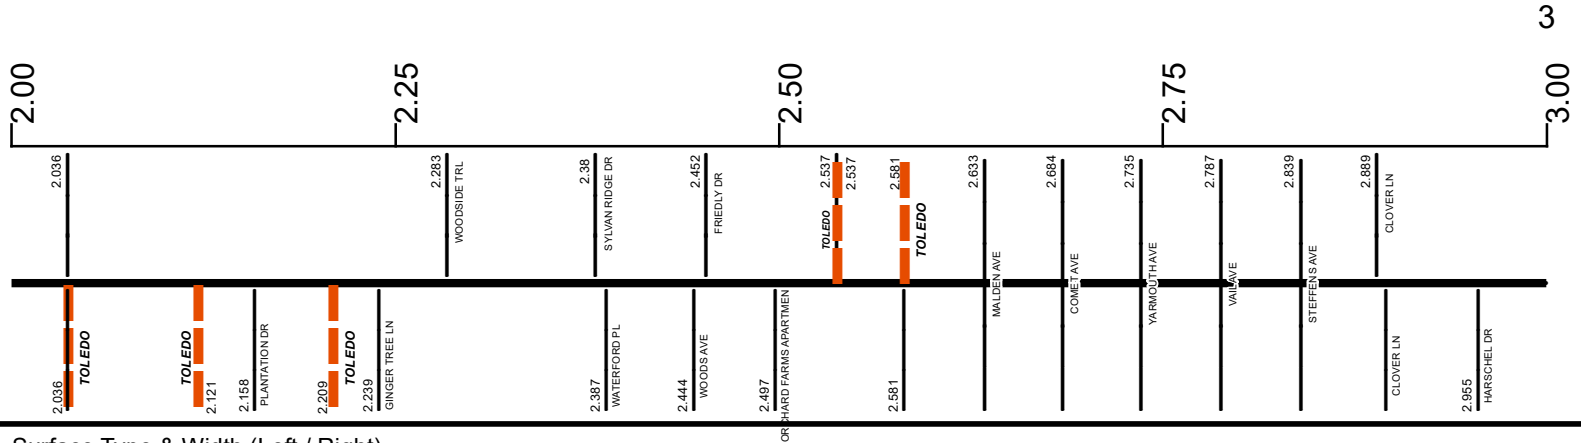 3
2.00
2.25
2.50
2.75
3.00
2.036
2.283
WOODSIDE TRL
2.38
SYLVAN RIDGE DR
2.452
FRIEDLY DR
2.537
TOLEDO
2.537
2.581
TOLEDO
2.633
MALDEN AVE
2.684
COMET AVE
2.735
YARMOUTH AVE
2.787
VAIL AVE
2.839
STEFFENS AVE
2.889
CLOVER LN
2.036
TOLEDO
TOLEDO
2.121
2.158
PLANTATION DR
2.209
TOLEDO
2.239
GINGER TREE LN
2.387
WATERFORD PL
2.444
WOODS AVE
2.497
ORCHARD FARMS APARTMEN
2.581
CLOVER LN
2.955
HARSCHEL DR
Surface Type & Width (Left / Right)